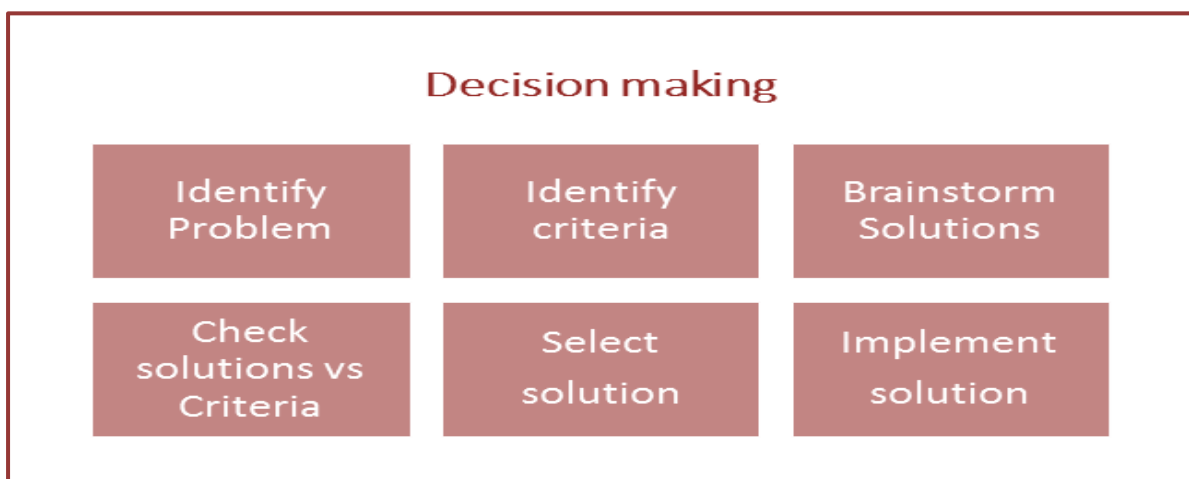 Decision making
Identify
Problem
Identify
criteria
Brainstorm
Solutions
Check
solutions vs
Criteria
Select
solution
Implement
solution